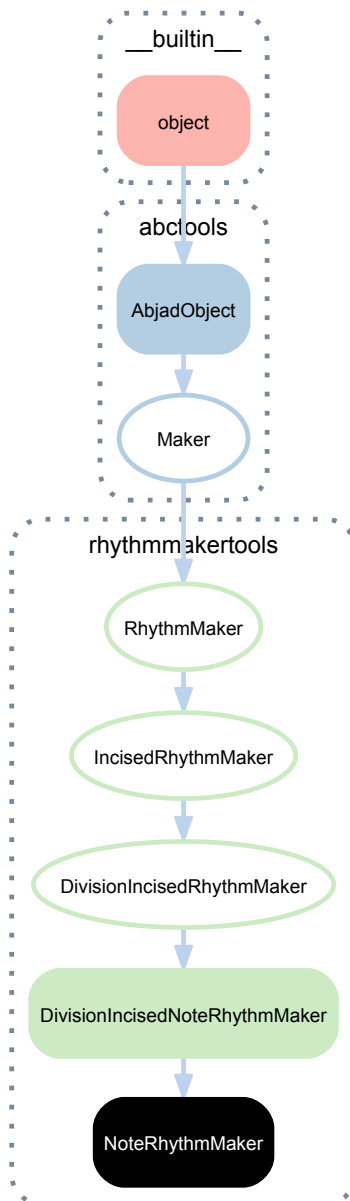 __builtin__
object
abctools
AbjadObject
Maker
rhythmmakertools
RhythmMaker
IncisedRhythmMaker
DivisionIncisedRhythmMaker
DivisionIncisedNoteRhythmMaker
NoteRhythmMaker